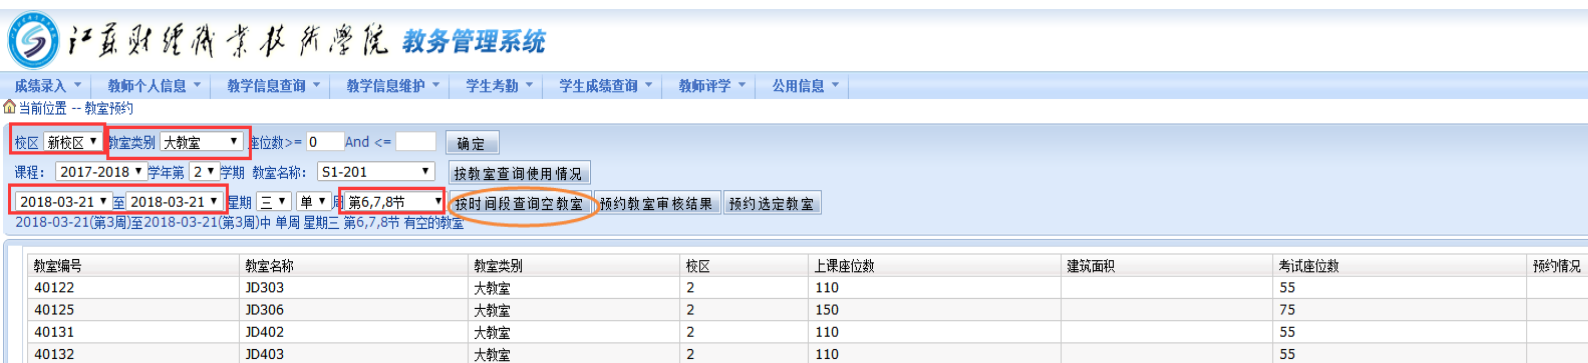 江苏财经职业技术学院 教务管理系统
成绩录入 教师个人信息 教学信息查询 教学信息维护 学生考勤 学生成绩查询 教师评学 公用信息
当前位置 -- 教室预约
校区 新校区 教室类别 大教室 座位数>= 0 And <= 确定
课程: 2017-2018 学年第 2 学期 教室名称: S1-201 按教室查询使用情况
2018-03-21 至 2018-03-21 星期 三 单 周 第6,7,8节 按时间段查询空教室 预约教室审核结果 预约选定教室
2018-03-21(第3周)至2018-03-21(第3周)中 单周 星期三 第6,7,8节 有空的教室
教室编号 教室名称 教室类别 校区 上课座位数 建筑面积 考试座位数 预约情况
40122 JD303 大教室 2 110 55
40125 JD306 大教室 2 150 75
40131 JD402 大教室 2 110 55
40132 JD403 大教室 2 110 55